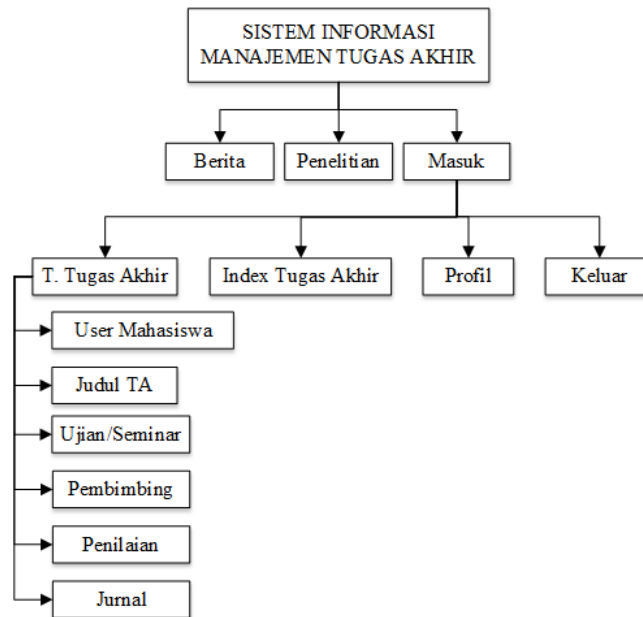 SISTEM INFORMASI
MANAJEMEN TUGAS AKHIR
Berita
Penelitian
Masuk
T. Tugas Akhir
Index Tugas Akhir
Profil
Keluar
User Mahasiswa
Judul TA
Ujian/Seminar
Pembimbing
Penilaian
Jurnal